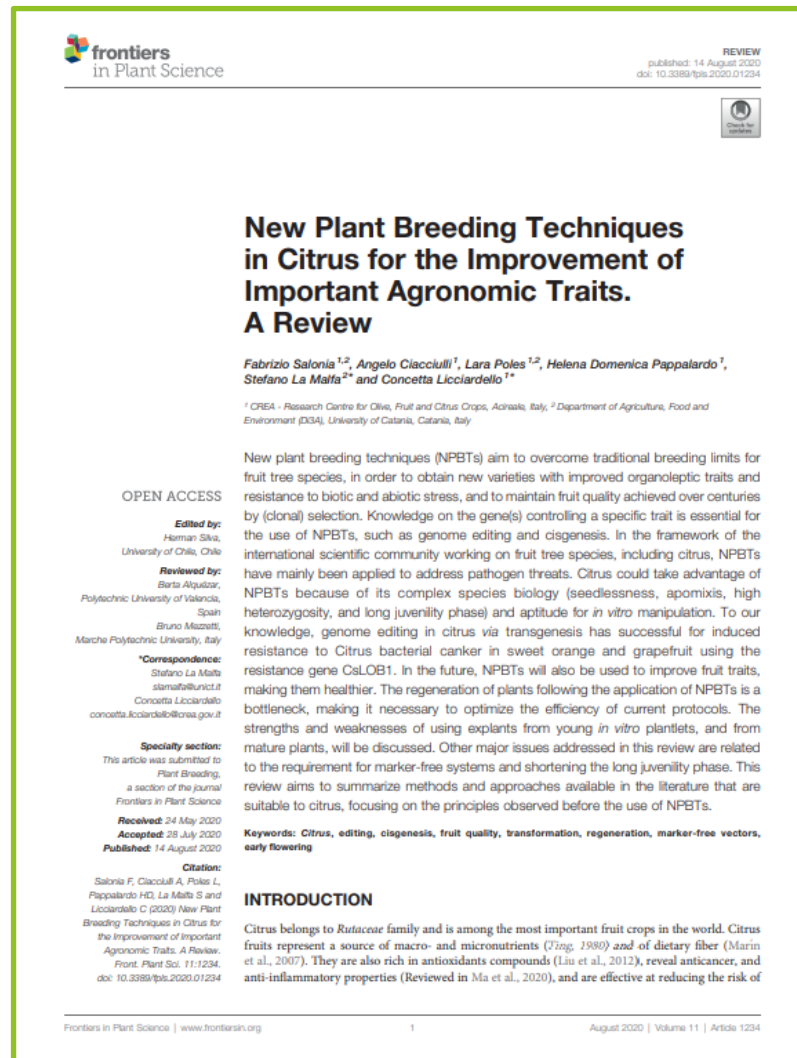 frontiers
in Plant Science
REVIEW
published: 14 August 2020
doi: 10.3389/fpls.2020.01234
Check for
updates
New Plant Breeding Techniques
in Citrus for the Improvement of
Important Agronomic Traits.
A Review
Fabrizio Salonia 1,2, Angelo Ciacciulli 1, Lara Poles 1,2, Helena Domenica Pappalardo 1,
Stefano La Malfa 2* and Concetta Licciardello 1*
1 CREA - Research Centre for Olive, Fruit and Citrus Crops, Acireale, Italy, 2 Department of Agriculture, Food and
Environment (Di3A), University of Catania, Catania, Italy
OPEN ACCESS
Edited by:
Herman Silva,
University of Chile, Chile
Reviewed by:
Berta Alquézar,
Polytechnic University of Valencia,
Spain
Bruno Mezzetti,
Marche Polytechnic University, Italy
*Correspondence:
Stefano La Malfa
slamalfa@unict.it
Concetta Licciardello
concetta.licciardello@crea.gov.it
Specialty section:
This article was submitted to
Plant Breeding,
a section of the journal
Frontiers in Plant Science
Received: 24 May 2020
Accepted: 28 July 2020
Published: 14 August 2020
Citation:
Salonia F, Ciacciulli A, Poles L,
Pappalardo HD, La Malfa S and
Licciardello C (2020) New Plant
Breeding Techniques in Citrus for
the Improvement of Important
Agronomic Traits. A Review.
Front. Plant Sci. 11:1234.
doi: 10.3389/fpls.2020.01234
New plant breeding techniques (NPBTs) aim to overcome traditional breeding limits for
fruit tree species, in order to obtain new varieties with improved organoleptic traits and
resistance to biotic and abiotic stress, and to maintain fruit quality achieved over centuries
by (clonal) selection. Knowledge on the gene(s) controlling a specific trait is essential for
the use of NPBTs, such as genome editing and cisgenesis. In the framework of the
international scientific community working on fruit tree species, including citrus, NPBTs
have mainly been applied to address pathogen threats. Citrus could take advantage of
NPBTs because of its complex species biology (seedlessness, apomixis, high
heterozygosity, and long juvenility phase) and aptitude for in vitro manipulation. To our
knowledge, genome editing in citrus via transgenesis has successful for induced
resistance to Citrus bacterial canker in sweet orange and grapefruit using the
resistance gene CsLOB1. In the future, NPBTs will also be used to improve fruit traits,
making them healthier. The regeneration of plants following the application of NPBTs is a
bottleneck, making it necessary to optimize the efficiency of current protocols. The
strengths and weaknesses of using explants from young in vitro plantlets, and from
mature plants, will be discussed. Other major issues addressed in this review are related
to the requirement for marker-free systems and shortening the long juvenility phase. This
review aims to summarize methods and approaches available in the literature that are
suitable to citrus, focusing on the principles observed before the use of NPBTs.
Keywords: Citrus, editing, cisgenesis, fruit quality, transformation, regeneration, marker-free vectors,
early flowering
INTRODUCTION
Citrus belongs to Rutaceae family and is among the most important fruit crops in the world. Citrus
fruits represent a source of macro- and micronutrients (Ting, 1980) and of dietary fiber (Marin
et al., 2007). They are also rich in antioxidants compounds (Liu et al., 2012), reveal anticancer, and
anti-inflammatory properties (Reviewed in Ma et al., 2020), and are effective at reducing the risk of
Frontiers in Plant Science | www.frontiersin.org
1
August 2020 | Volume 11 | Article 1234